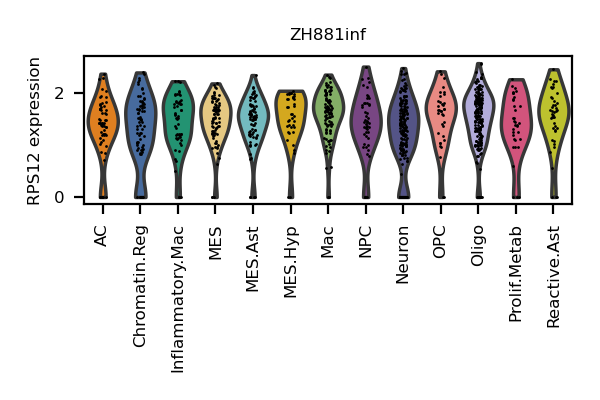 ZH881inf
RPS12 expression
2
0
AC
Chromatin.Reg
Inflammatory.Mac
MES
MES.Ast
MES.Hyp
Mac
NPC
Neuron
OPC
Oligo
Prolif.Metab
Reactive.Ast